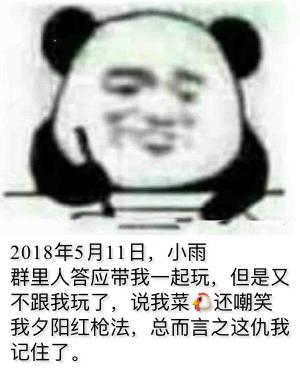 2018年5月11日，小雨
群里人答应带我一起玩，但是又
不跟我玩了，说我菜🐔还嘲笑
我夕阳红枪法，总而言之这仇我
记住了。